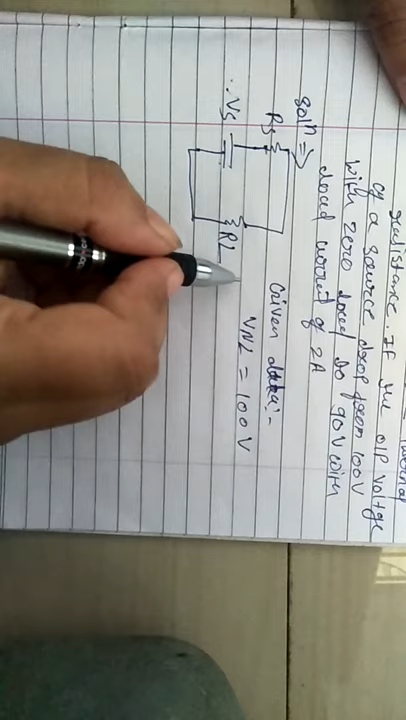 resistance. If the O/P voltage
of a source drop from 100V
with zero load to 90V with
load current of 2A
Soln ⇒
Rs
Vs
RL
Given data:-
VNL = 100V